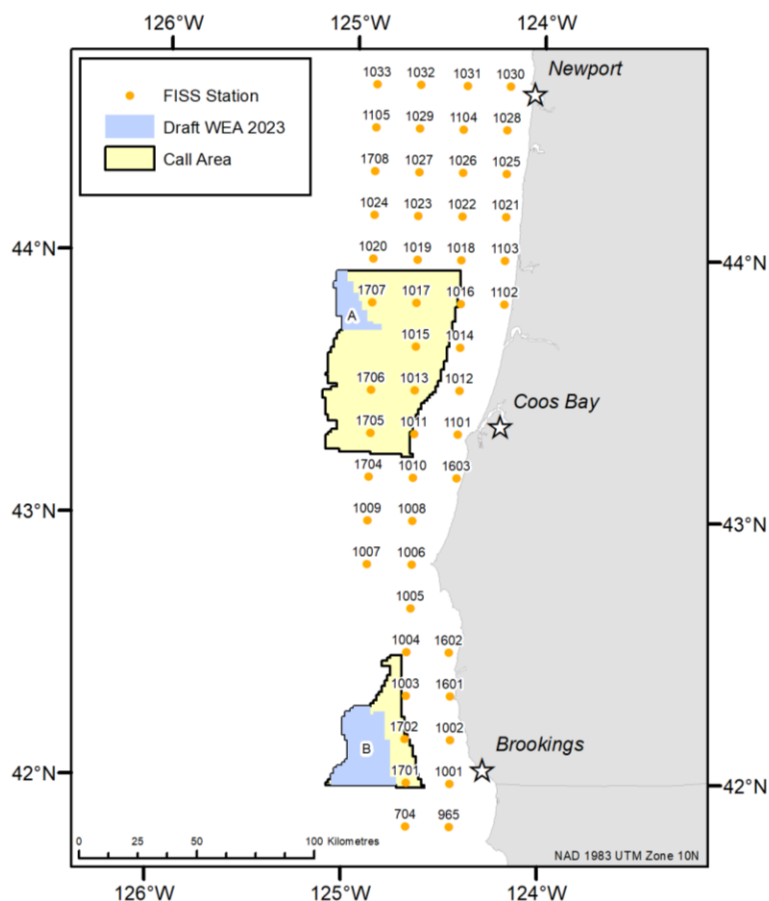 126°W 125°W 124°W
FISS Station
Draft WEA 2023
Call Area
Newport
1033 1032 1031 1030
1105 1029 1104 1028
1708 1027 1026 1025
1024 1023 1022 1021
44°N 44°N
1020 1019 1018 1103
1707 1017 1016 1102
A
1015 1014
1706 1013 1012
Coos Bay
1705 1011 1101
1704 1010 1603
43°N 43°N
1009 1008
1007 1006
1005
1004 1602
1003 1601
1702 1002
Brookings
B
42°N 42°N
1701 1001
704 965
0 25 50 100 Kilometres
NAD 1983 UTM Zone 10N
126°W 125°W 124°W